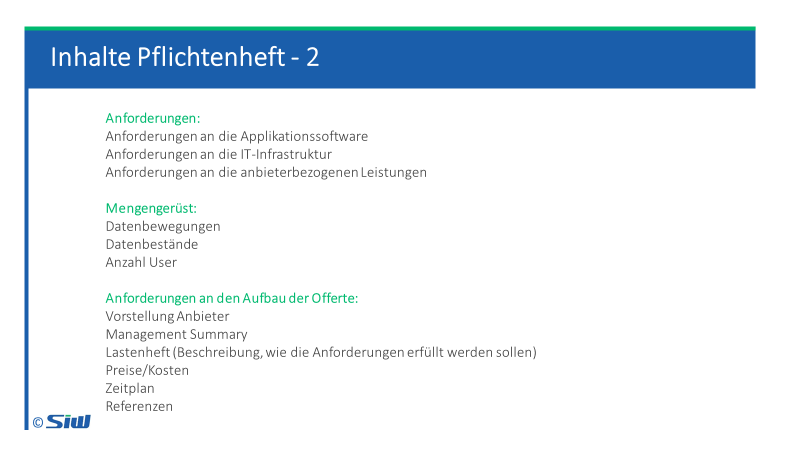 Inhalte Pflichtenheft - 2
Anforderungen:
Anforderungen an die Applikationssoftware
Anforderungen an die IT-Infrastruktur
Anforderungen an die anbieterbezogenen Leistungen
Mengengerüst:
Datenbewegungen
Datenbestände
Anzahl User
Anforderungen an den Aufbau der Offerte:
Vorstellung Anbieter
Management Summary
Lastenheft (Beschreibung, wie die Anforderungen erfüllt werden sollen)
Preise/Kosten
Zeitplan
Referenzen
© SIW